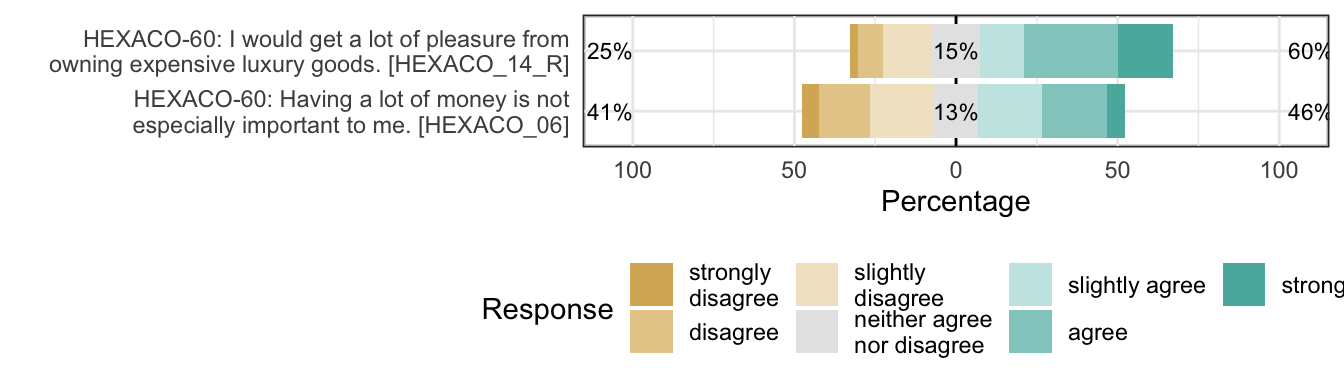 HEXACO-60: I would get a lot of pleasure from
owning expensive luxury goods. [HEXACO_14_R]
25%
15%
60%
HEXACO-60: Having a lot of money is not
especially important to me. [HEXACO_06]
41%
13%
46%
100 50 0 50 100
Percentage
Response
strongly
disagree
disagree
slightly
disagree
neither agree
nor disagree
slightly agree
agree
strong